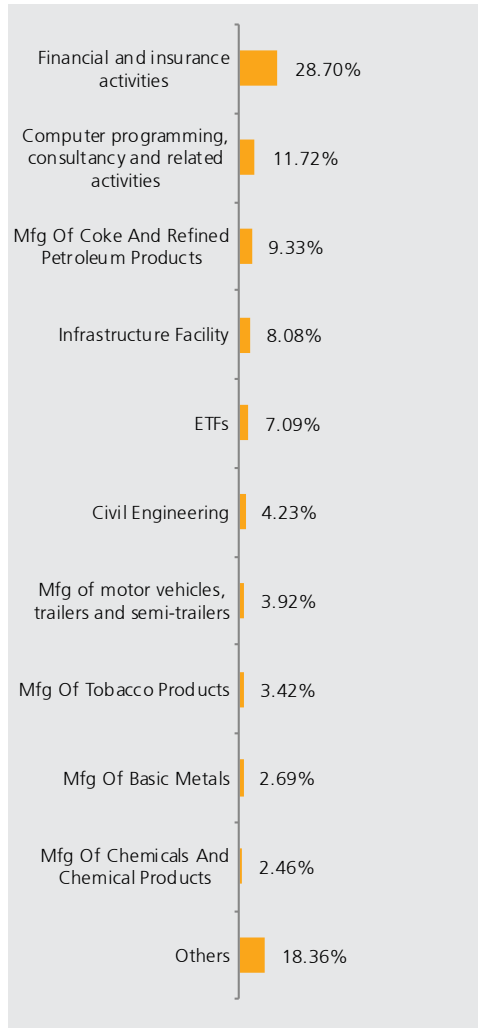 Financial and insurance
activities
28.70%
Computer programming,
consultancy and related
activities
11.72%
Mfg Of Coke And Refined
Petroleum Products
9.33%
Infrastructure Facility
8.08%
ETFs
7.09%
Civil Engineering
4.23%
Mfg of motor vehicles,
trailers and semi-trailers
3.92%
Mfg Of Tobacco Products
3.42%
Mfg Of Basic Metals
2.69%
Mfg Of Chemicals And
Chemical Products
2.46%
Others
18.36%